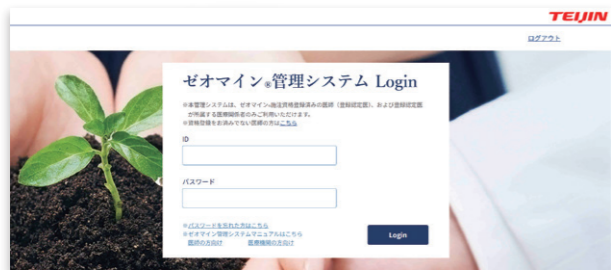 TEIJIN
ログアウト
ゼオマイン®管理システム Login
※本管理システムは、ゼオマイン®施注資格登録済みの医師（登録認定医）、および登録認定医
が所属する医療関係者のみご利用いただけます。
※資格登録をお済みでない医師の方はこちら
ID
パスワード
※パスワードを忘れた方はこちら
※ゼオマイン管理システムマニュアルはこちら
医師の方向け 医療機関の方向け
Login